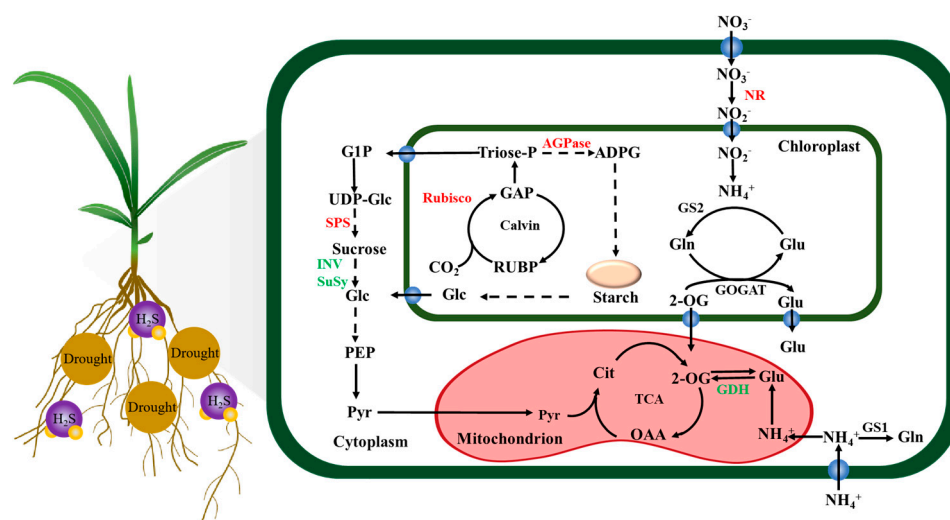 H₂S
Drought
Drought
Drought
H₂S
H₂S
NO₃⁻
NO₃⁻
NR
NO₂⁻
NO₂⁻
NH₄⁺
Chloroplast
G1P
Triose-P
AGPase
ADPG
UDP-Glc
Rubisco
GAP
GS2
SPS
Calvin
Sucrose
Gln
Glu
INV
CO₂
RUBP
SuSy
GOGAT
Glc
Glc
Starch
2-OG
Glu
Glu
PEP
Cit
2-OG
Glu
GDH
TCA
Pyr
Pyr
Cytoplasm
Mitochondrion
OAA
NH₄⁺
NH₄⁺
GS1
Gln
NH₄⁺